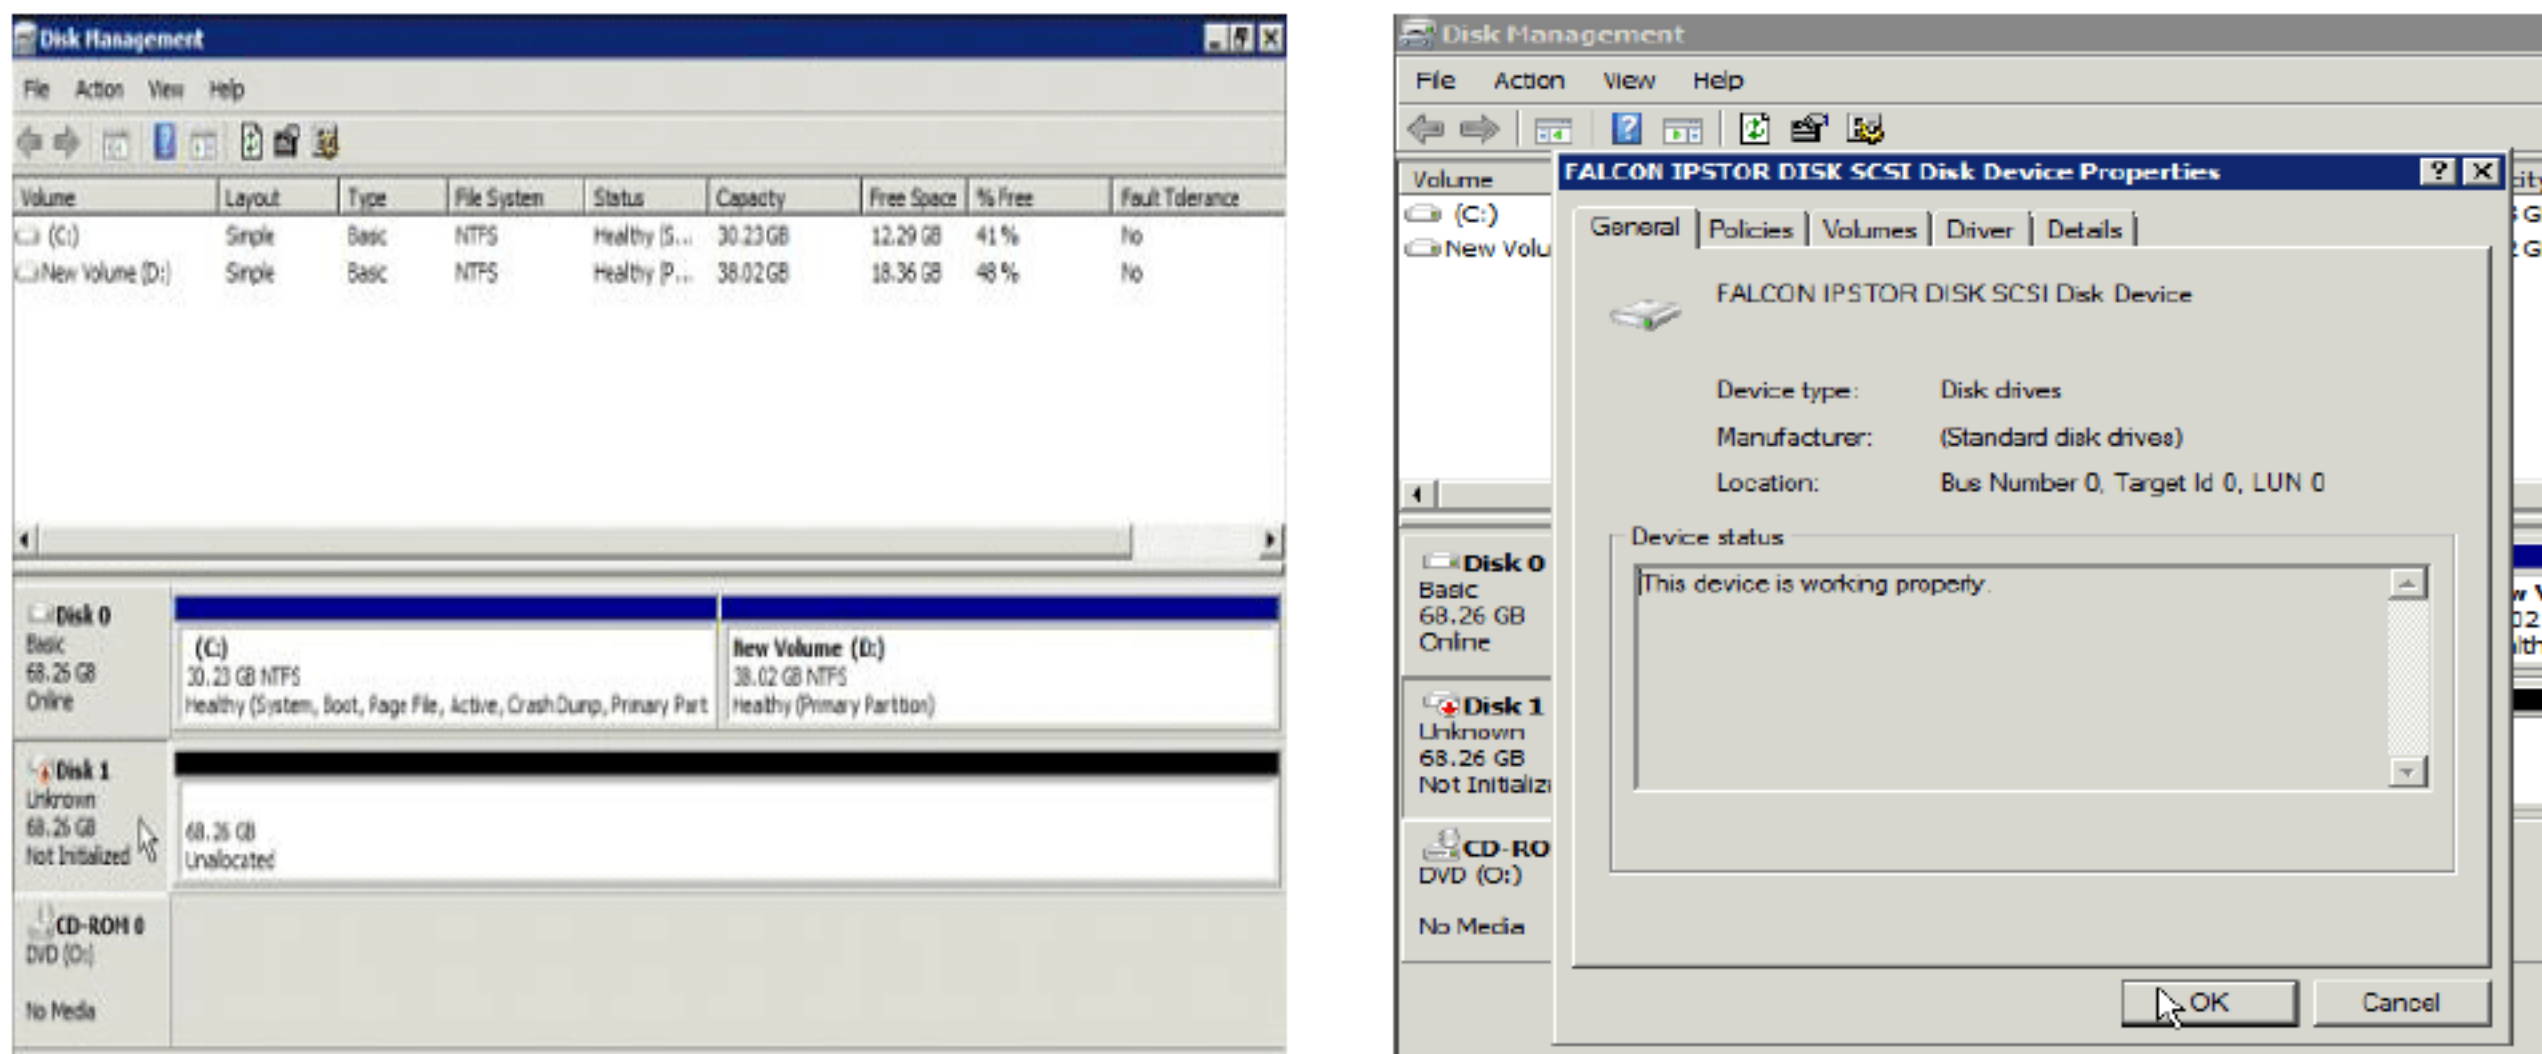 Disk Management
File Action View Help
Volume Layout Type File System Status Capacity Free Space % Free Fault Tolerance
(C:) Simple Basic NTFS Healthy (S... 30.23 GB 12.29 GB 41 % No
New Volume (D:) Simple Basic NTFS Healthy (P... 38.02 GB 18.36 GB 48 % No
Disk 0
Basic
68.26 GB
Online
(C:)
30.23 GB NTFS
Healthy (System, Boot, Page File, Active, Crash Dump, Primary Part
New Volume (D:)
38.02 GB NTFS
Healthy (Primary Partition)
Disk 1
Unknown
68.26 GB
Not Initialized
68.26 GB
Unallocated
CD-ROM 0
DVD (O:)
No Media
Disk Management
File Action View Help
Volume
(C:)
New Volu
Disk 0
Basic
68.26 GB
Online
Disk 1
Unknown
68.26 GB
Not Initializ
CD-RO
DVD (O:)
No Media
FALCON IPSTOR DISK SCSI Disk Device Properties
General Policies Volumes Driver Details
FALCON IPSTOR DISK SCSI Disk Device
Device type: Disk drives
Manufacturer: (Standard disk drives)
Location: Bus Number 0, Target Id 0, LUN 0
Device status
This device is working properly.
OK Cancel